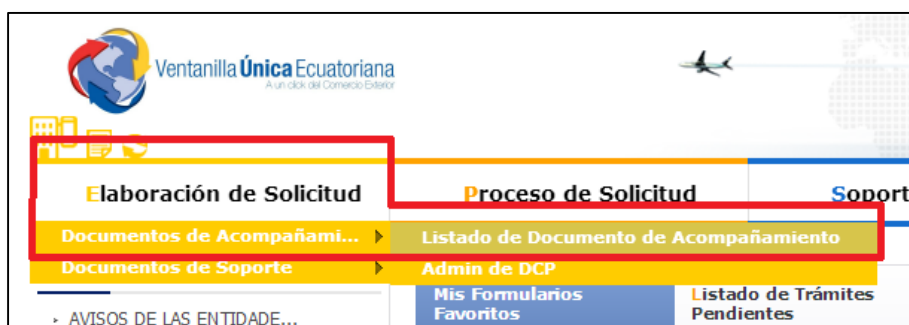 Ventanilla Única Ecuatoriana
A un click del Comercio Exterior
Elaboración de Solicitud
Proceso de Solicitud
Soport
Documentos de Acompañami...
Listado de Documento de Acompañamiento
Documentos de Soporte
Admin de DCP
Mis Formularios
Favoritos
Listado de Trámites
Pendientes
AVISOS DE LAS ENTIDADE...